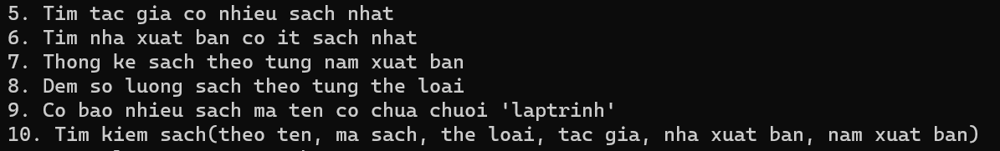 5. Tim tac gia co nhieu sach nhat
6. Tim nha xuat ban co it sach nhat
7. Thong ke sach theo tung nam xuat ban
8. Dem so luong sach theo tung the loai
9. Co bao nhieu sach ma ten co chua chuoi 'laptrinh'
10. Tim kiem sach(theo ten, ma sach, the loai, tac gia, nha xuat ban, nam xuat ban)